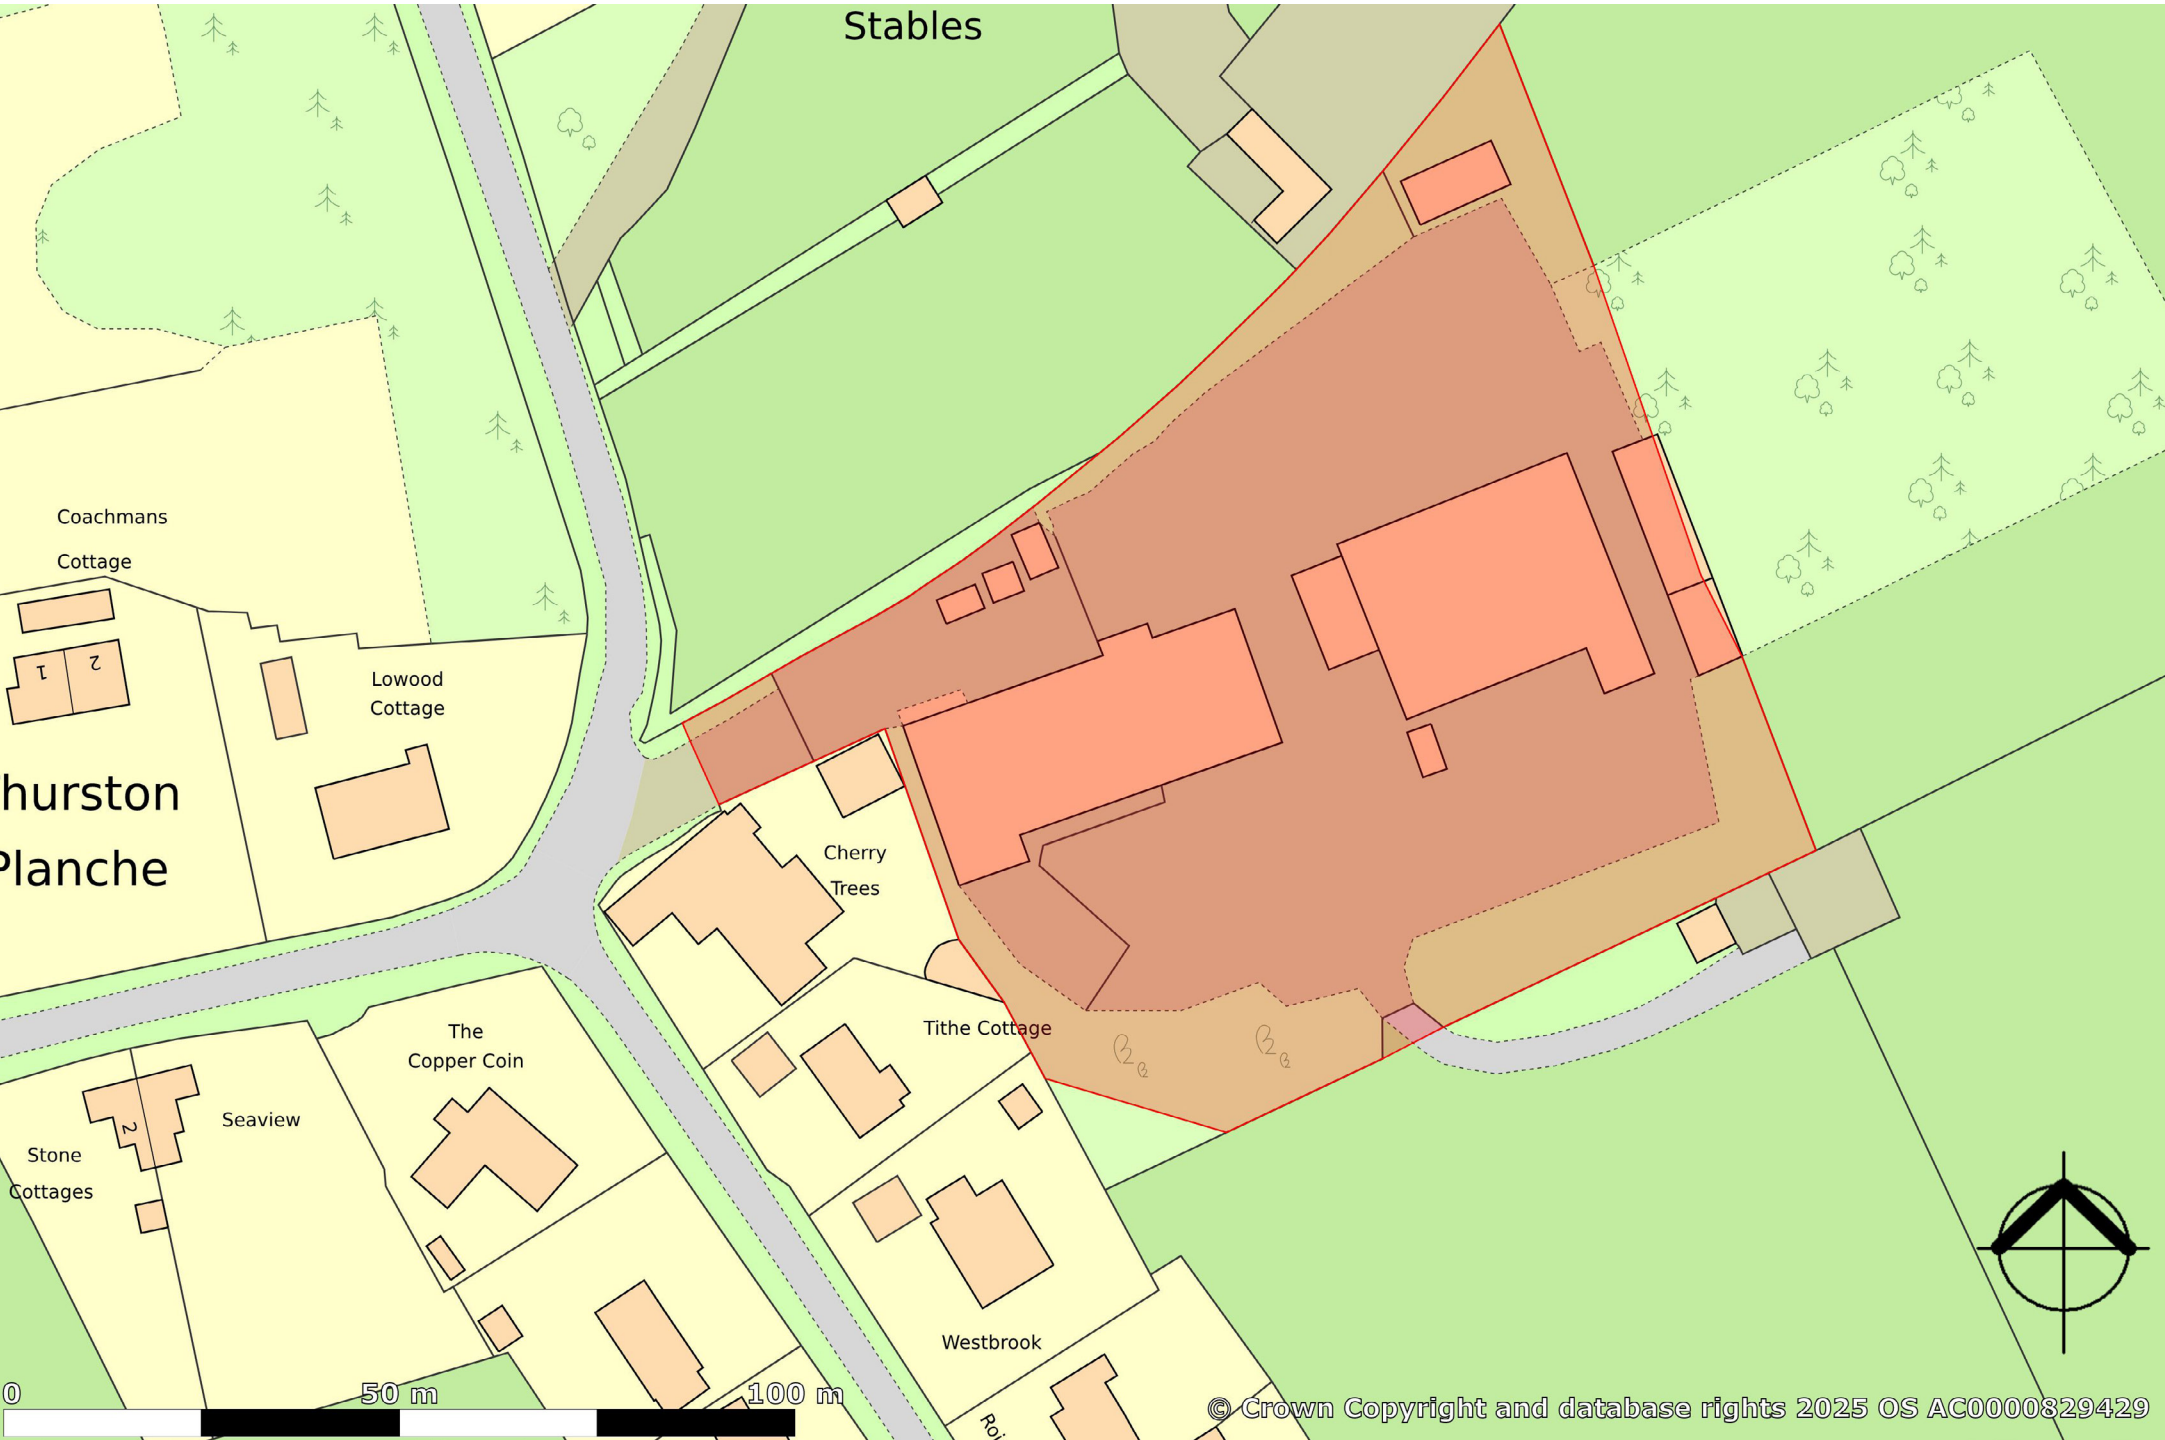 Stables
Coachmans
Cottage
1
2
Lowood
Cottage
hurston
Planche
Cherry
Trees
Tithe Cottage
The
Copper Coin
Seaview
2
Stone
Cottages
Westbrook
Roi
0
50 m
100 m
© Crown Copyright and database rights 2025 OS AC0000829429